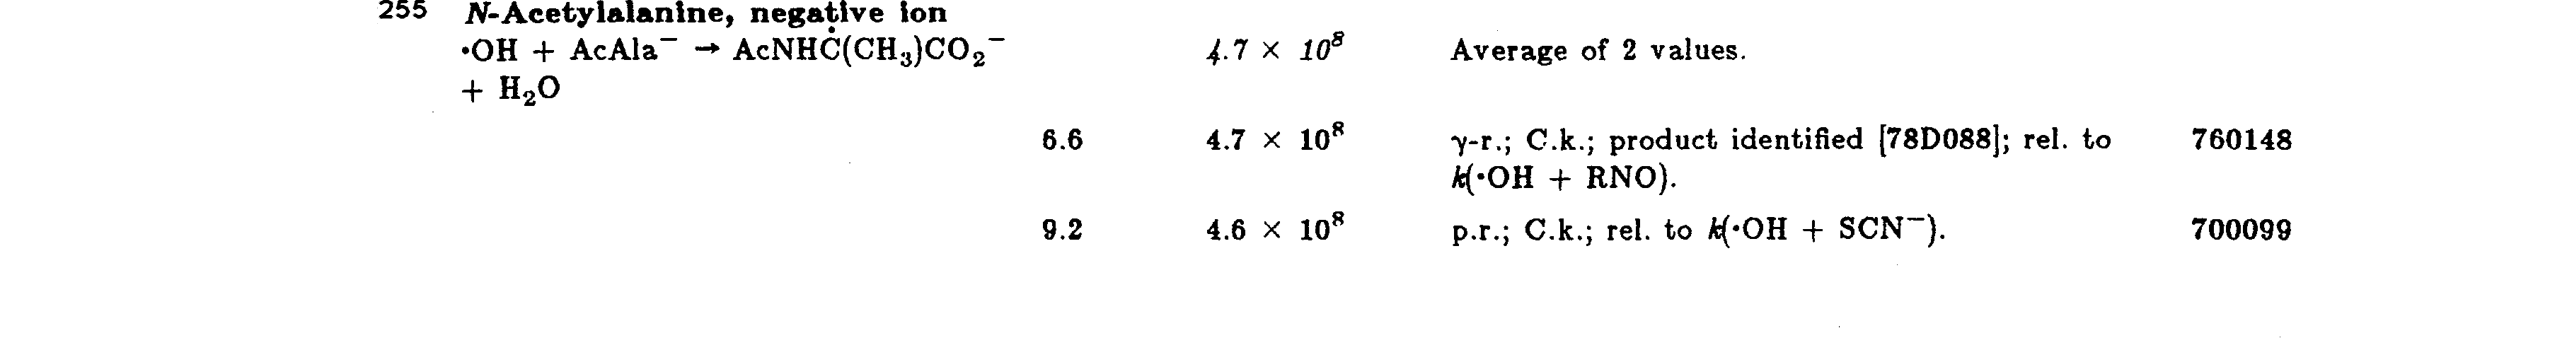 255 N-Acetylalanine, negative ion
•OH + AcAla⁻ → AcNHĊ(CH₃)CO₂⁻ 4.7 × 10⁸ Average of 2 values.
+ H₂O
6.6 4.7 × 10⁸ γ-r.; C.k.; product identified [78D088]; rel. to 760148
k(•OH + RNO).
9.2 4.6 × 10⁸ p.r.; C.k.; rel. to k(•OH + SCN⁻). 700099